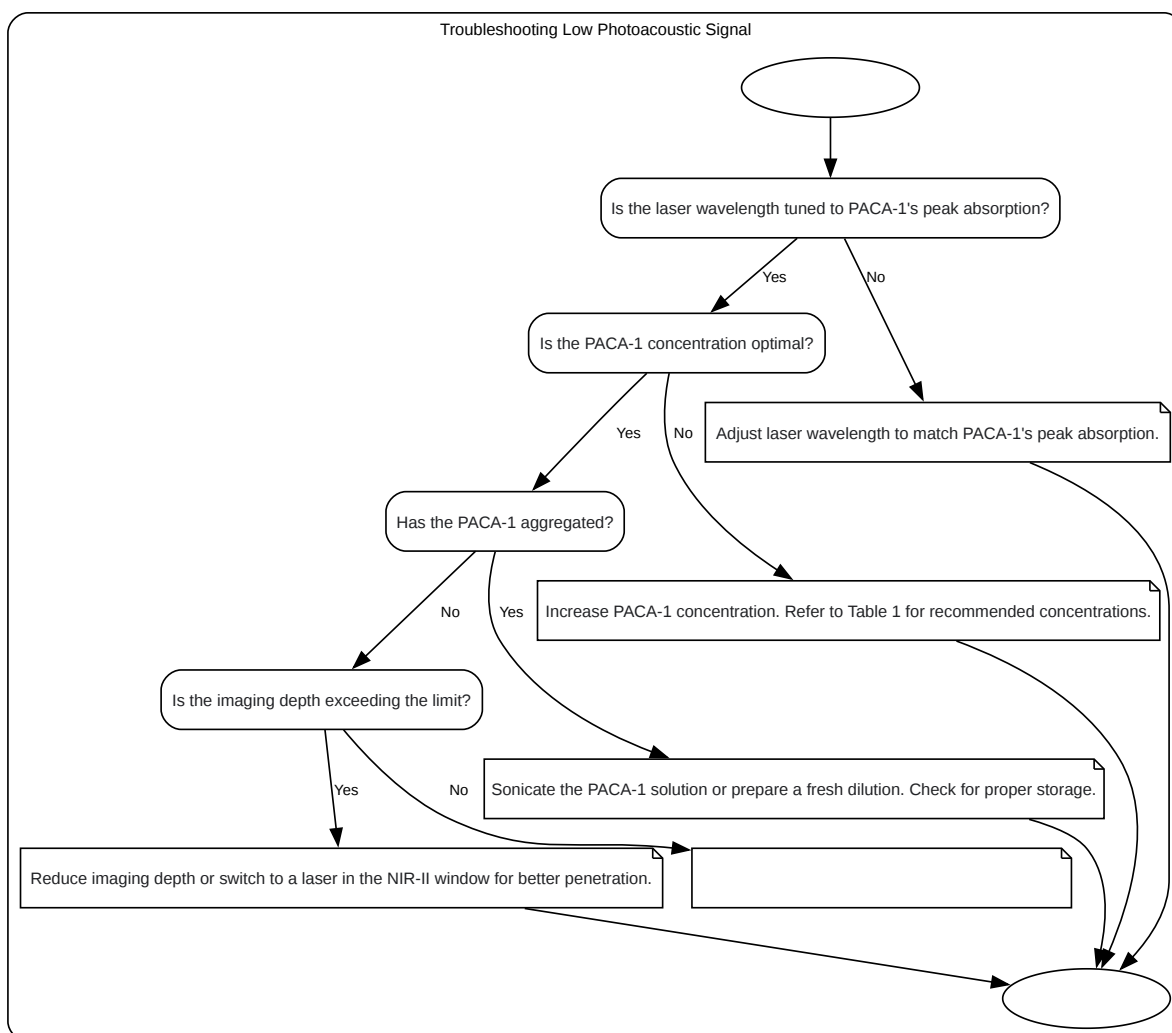 Troubleshooting Low Photoacoustic Signal
Is the laser wavelength tuned to PACA-1's peak absorption?
Yes
No
Is the PACA-1 concentration optimal?
Yes
No
Adjust laser wavelength to match PACA-1's peak absorption.
Has the PACA-1 aggregated?
No
Yes
Increase PACA-1 concentration. Refer to Table 1 for recommended concentrations.
Is the imaging depth exceeding the limit?
Yes
No
Sonicate the PACA-1 solution or prepare a fresh dilution. Check for proper storage.
Reduce imaging depth or switch to a laser in the NIR-II window for better penetration.